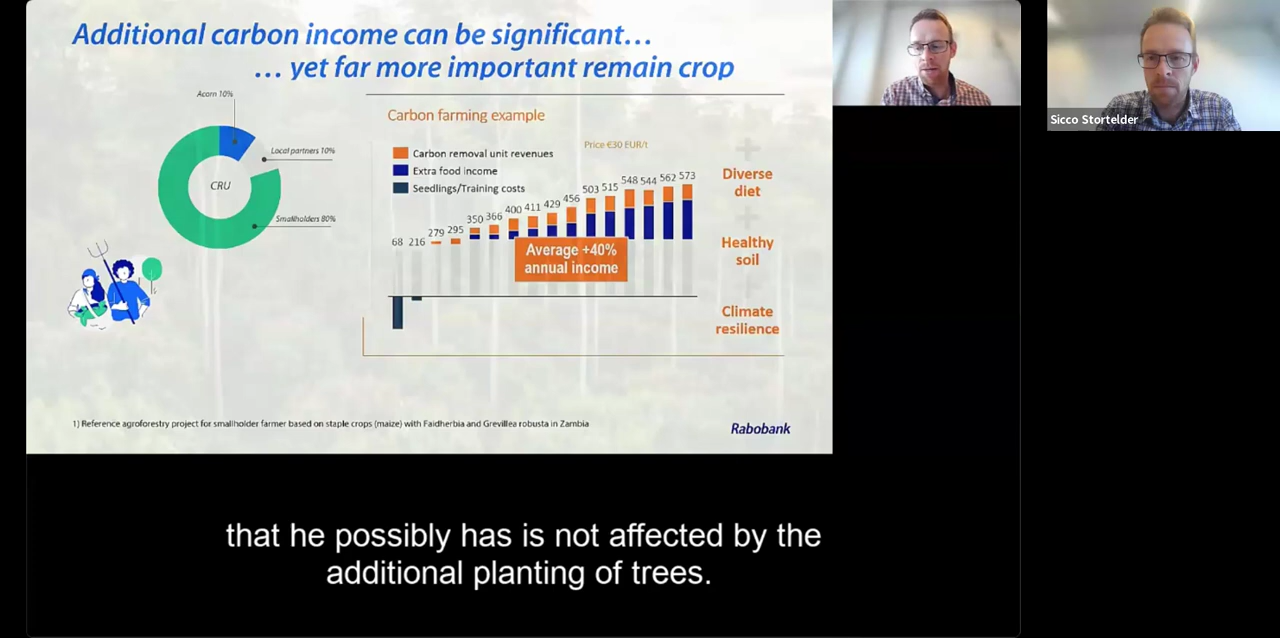 Additional carbon income can be significant…
… yet far more important remain crop
Acorn 10%
Local partners 10%
CRU
Smallholders 80%
Carbon farming example
Price €30 EUR/t
Carbon removal unit revenues
Extra food income
Seedlings/Training costs
68 216 279 295 350 366 400 411 429 456 503 515 548 544 562 573
Average +40%
annual income
Diverse
diet
Healthy
soil
Climate
resilience
1) Reference agroforestry project for smallholder farmer based on staple crops (maize) with Faidherbia and Grevillea robusta in Zambia
Rabobank
Sicco Stortelder
that he possibly has is not affected by the
additional planting of trees.